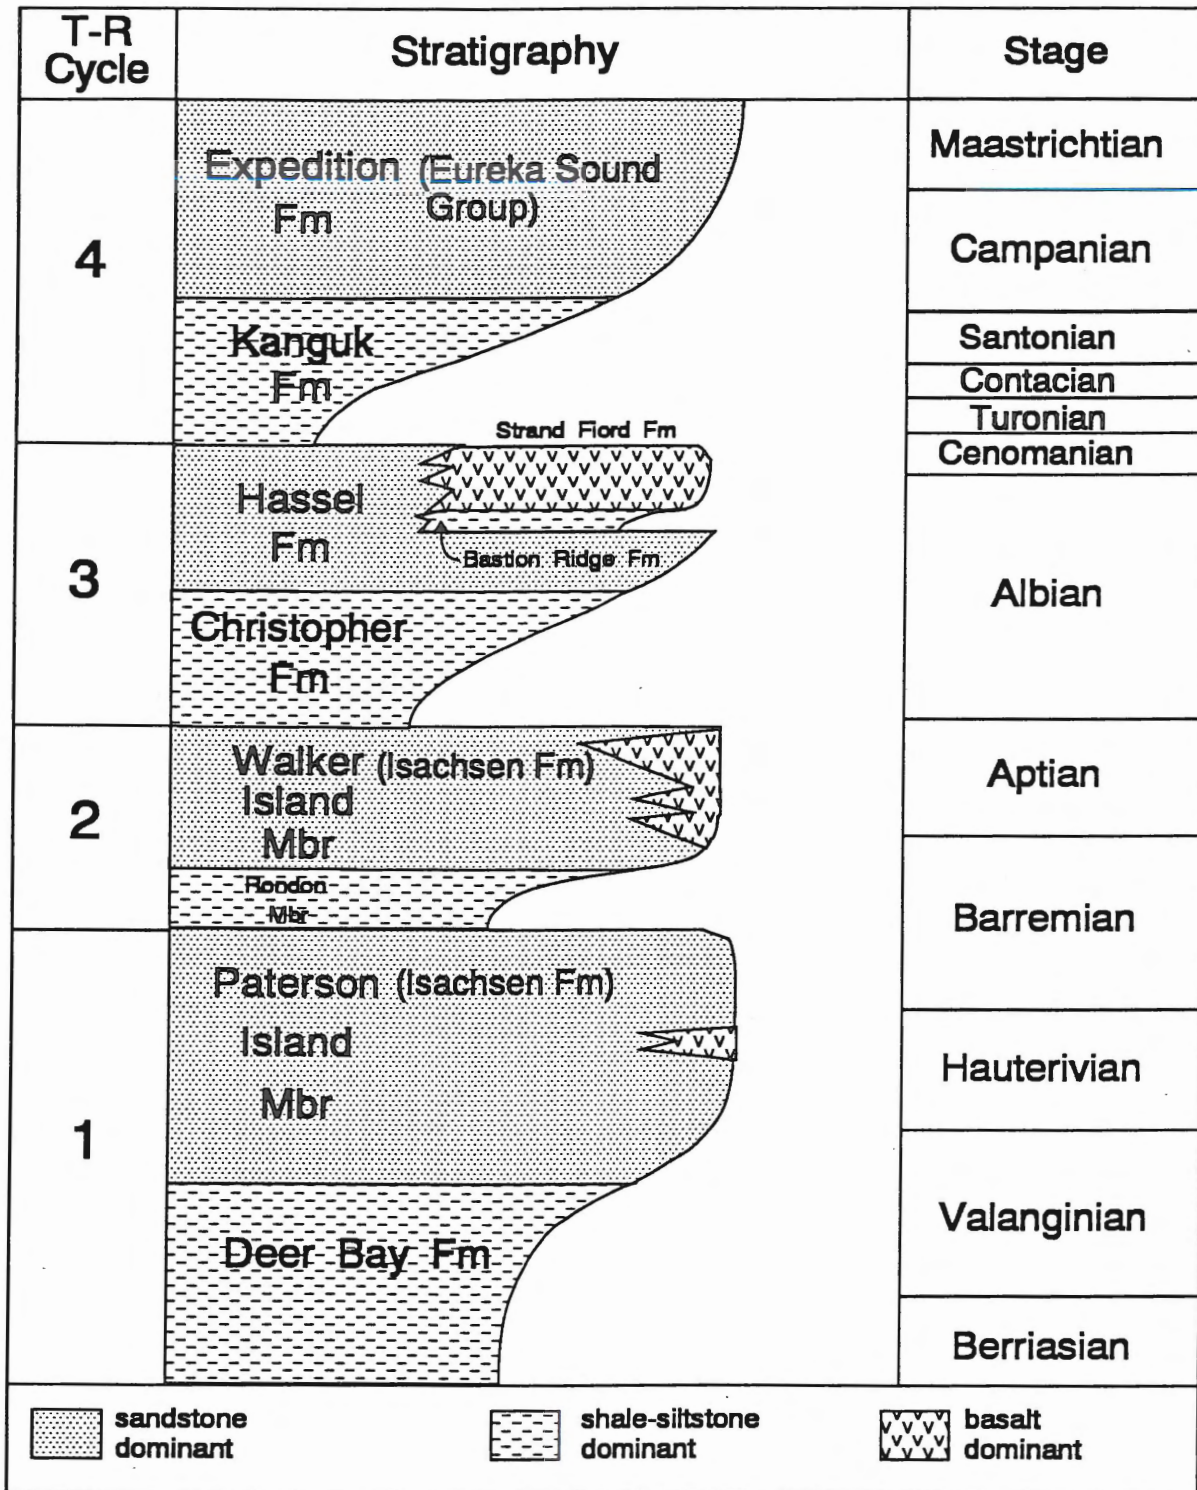 T-R
Cycle
Stratigraphy
Stage
4
Expedition (Eureka Sound
Group)
Fm
Kanguk
Fm
Maastrichtian
Campanian
Santonian
Contacian
Turonian
Cenomanian
3
Strand Fiord Fm
Hassel
Fm
Bastion Ridge Fm
Christopher
Fm
Albian
2
Walker (Isachsen Fm)
Island
Mbr
Rondon
Mbr
Aptian
Barremian
1
Paterson (Isachsen Fm)
Island
Mbr
Deer Bay Fm
Hauterivian
Valanginian
Berriasian
sandstone
dominant
shale-siltstone
dominant
basalt
dominant